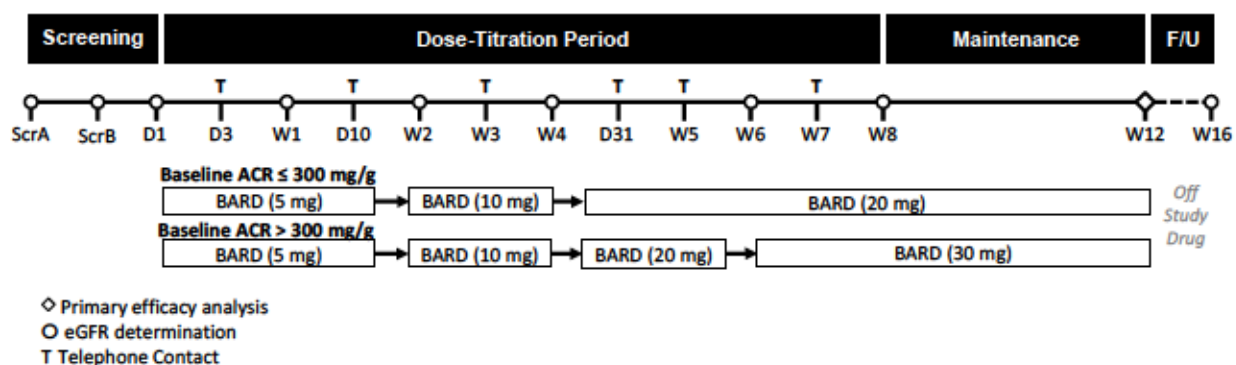 Screening Dose-Titration Period Maintenance F/U
T T T T T T
ScrA ScrB D1 D3 W1 D10 W2 W3 W4 D31 W5 W6 W7 W8 W12 W16
Baseline ACR ≤ 300 mg/g
BARD (5 mg) BARD (10 mg) BARD (20 mg)
Baseline ACR > 300 mg/g
BARD (5 mg) BARD (10 mg) BARD (20 mg) BARD (30 mg)
Off
Study
Drug
Primary efficacy analysis
eGFR determination
T Telephone Contact